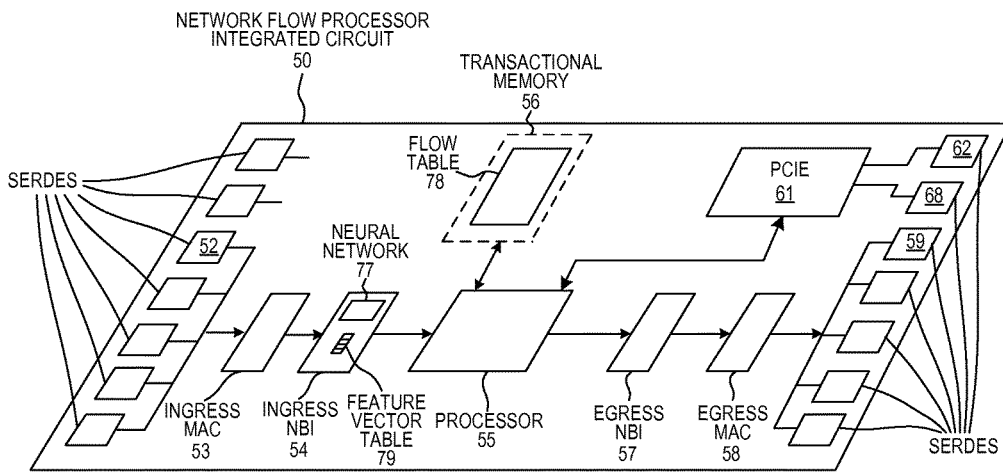 NETWORK FLOW PROCESSOR
INTEGRATED CIRCUIT
50
TRANSACTIONAL
MEMORY
56
FLOW
TABLE
78
PCIE
61
62
68
SERDES
52
NEURAL
NETWORK
77
59
INGRESS
MAC
53
INGRESS
NBI
54
FEATURE
VECTOR
TABLE
79
PROCESSOR
55
EGRESS
NBI
57
EGRESS
MAC
58
SERDES